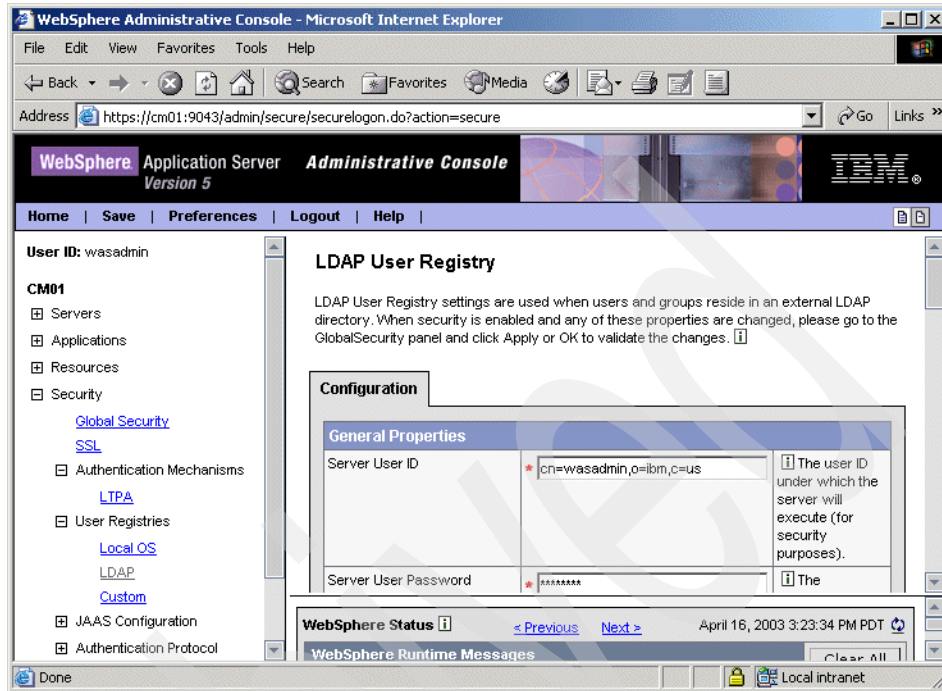 WebSphere Administrative Console - Microsoft Internet Explorer
File Edit View Favorites Tools Help
Back Search Favorites Media
Address https://cm01:9043/admin/secure/securelogon.do?action=secure Go Links »
WebSphere Application Server Administrative Console
Version 5
IBM®
Home | Save | Preferences | Logout | Help |
User ID: wasadmin
CM01
Servers
Applications
Resources
Security
Global Security
SSL
Authentication Mechanisms
LTPA
User Registries
Local OS
LDAP
Custom
JAAS Configuration
Authentication Protocol
LDAP User Registry
LDAP User Registry settings are used when users and groups reside in an external LDAP
directory. When security is enabled and any of these properties are changed, please go to the
GlobalSecurity panel and click Apply or OK to validate the changes. i
Configuration
General Properties
Server User ID
* cn=wasadmin,o=ibm,c=us
i The user ID
under which the
server will
execute (for
security
purposes).
Server User Password
* ********
i The
WebSphere Status i < Previous Next > April 16, 2003 3:23:34 PM PDT
WebSphere Runtime Messages
Clear All
Done
Local intranet